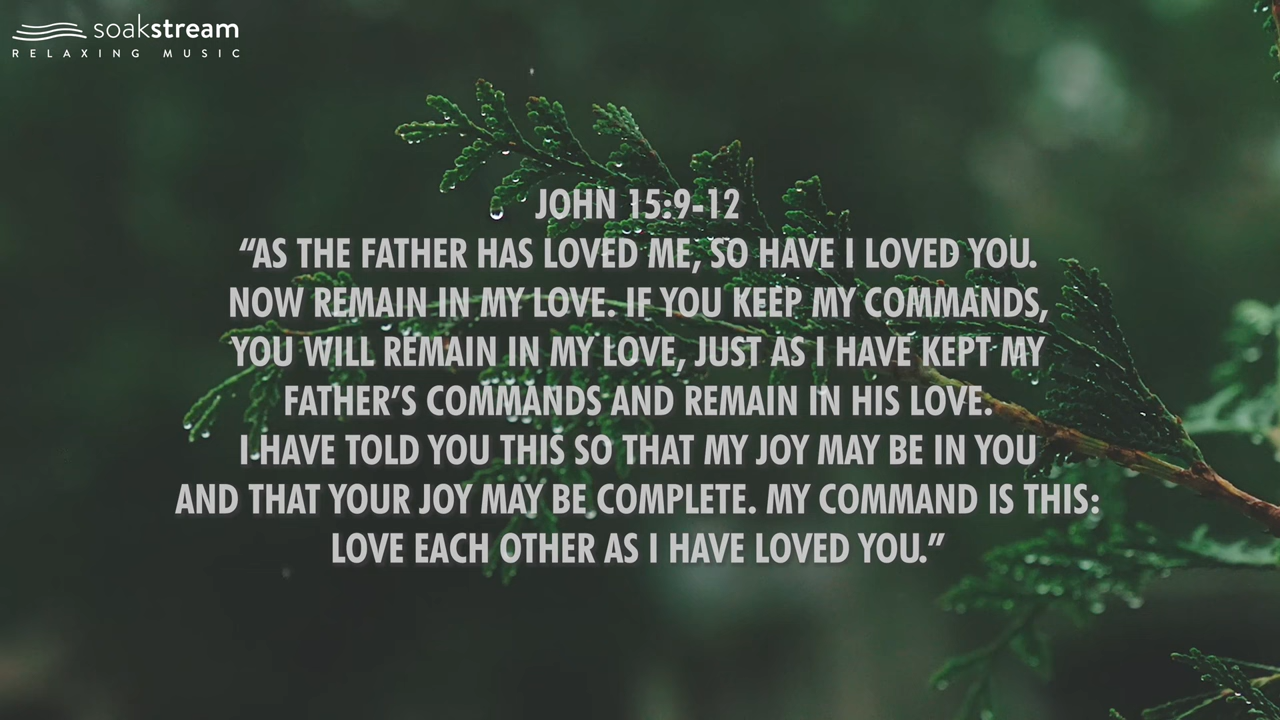 soakstream
RELAXING MUSIC
JOHN 15:9-12
“AS THE FATHER HAS LOVED ME, SO HAVE I LOVED YOU.
NOW REMAIN IN MY LOVE. IF YOU KEEP MY COMMANDS,
YOU WILL REMAIN IN MY LOVE, JUST AS I HAVE KEPT MY
FATHER’S COMMANDS AND REMAIN IN HIS LOVE.
I HAVE TOLD YOU THIS SO THAT MY JOY MAY BE IN YOU
AND THAT YOUR JOY MAY BE COMPLETE. MY COMMAND IS THIS:
LOVE EACH OTHER AS I HAVE LOVED YOU.”